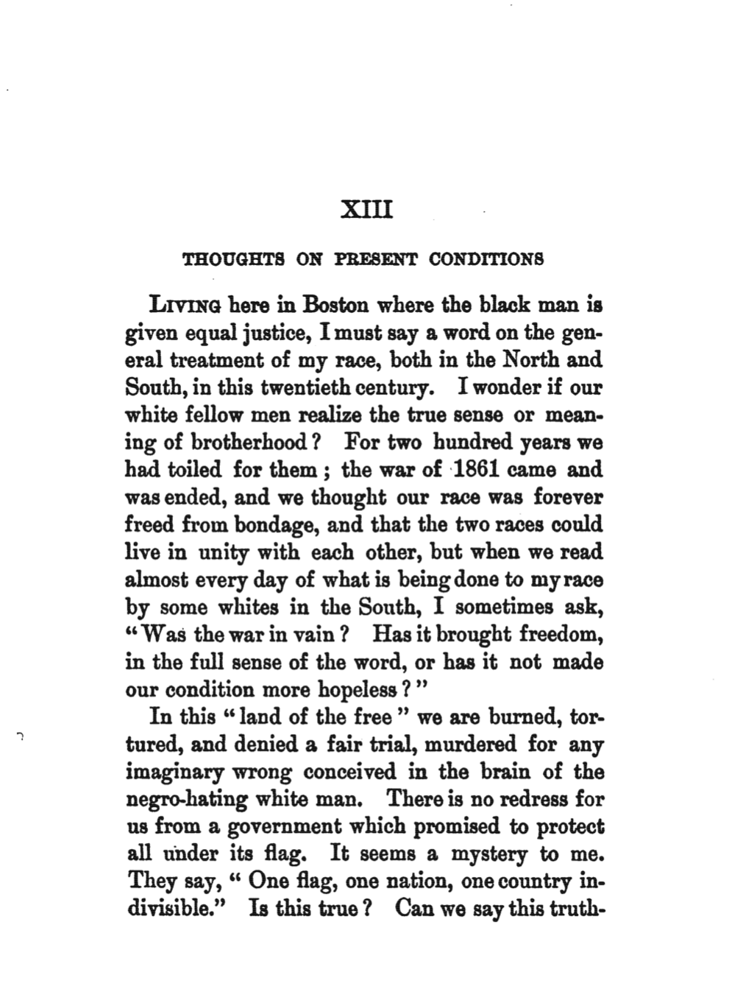 XIII
THOUGHTS ON PRESENT CONDITIONS
LIVING here in Boston where the black man is
given equal justice, I must say a word on the gen-
eral treatment of my race, both in the North and
South, in this twentieth century. I wonder if our
white fellow men realize the true sense or mean-
ing of brotherhood? For two hundred years we
had toiled for them; the war of 1861 came and
was ended, and we thought our race was forever
freed from bondage, and that the two races could
live in unity with each other, but when we read
almost every day of what is being done to my race
by some whites in the South, I sometimes ask,
“Was the war in vain? Has it brought freedom,
in the full sense of the word, or has it not made
our condition more hopeless?”
In this “land of the free” we are burned, tor-
tured, and denied a fair trial, murdered for any
imaginary wrong conceived in the brain of the
negro-hating white man. There is no redress for
us from a government which promised to protect
all under its flag. It seems a mystery to me.
They say, “One flag, one nation, one country in-
divisible.” Is this true? Can we say this truth-